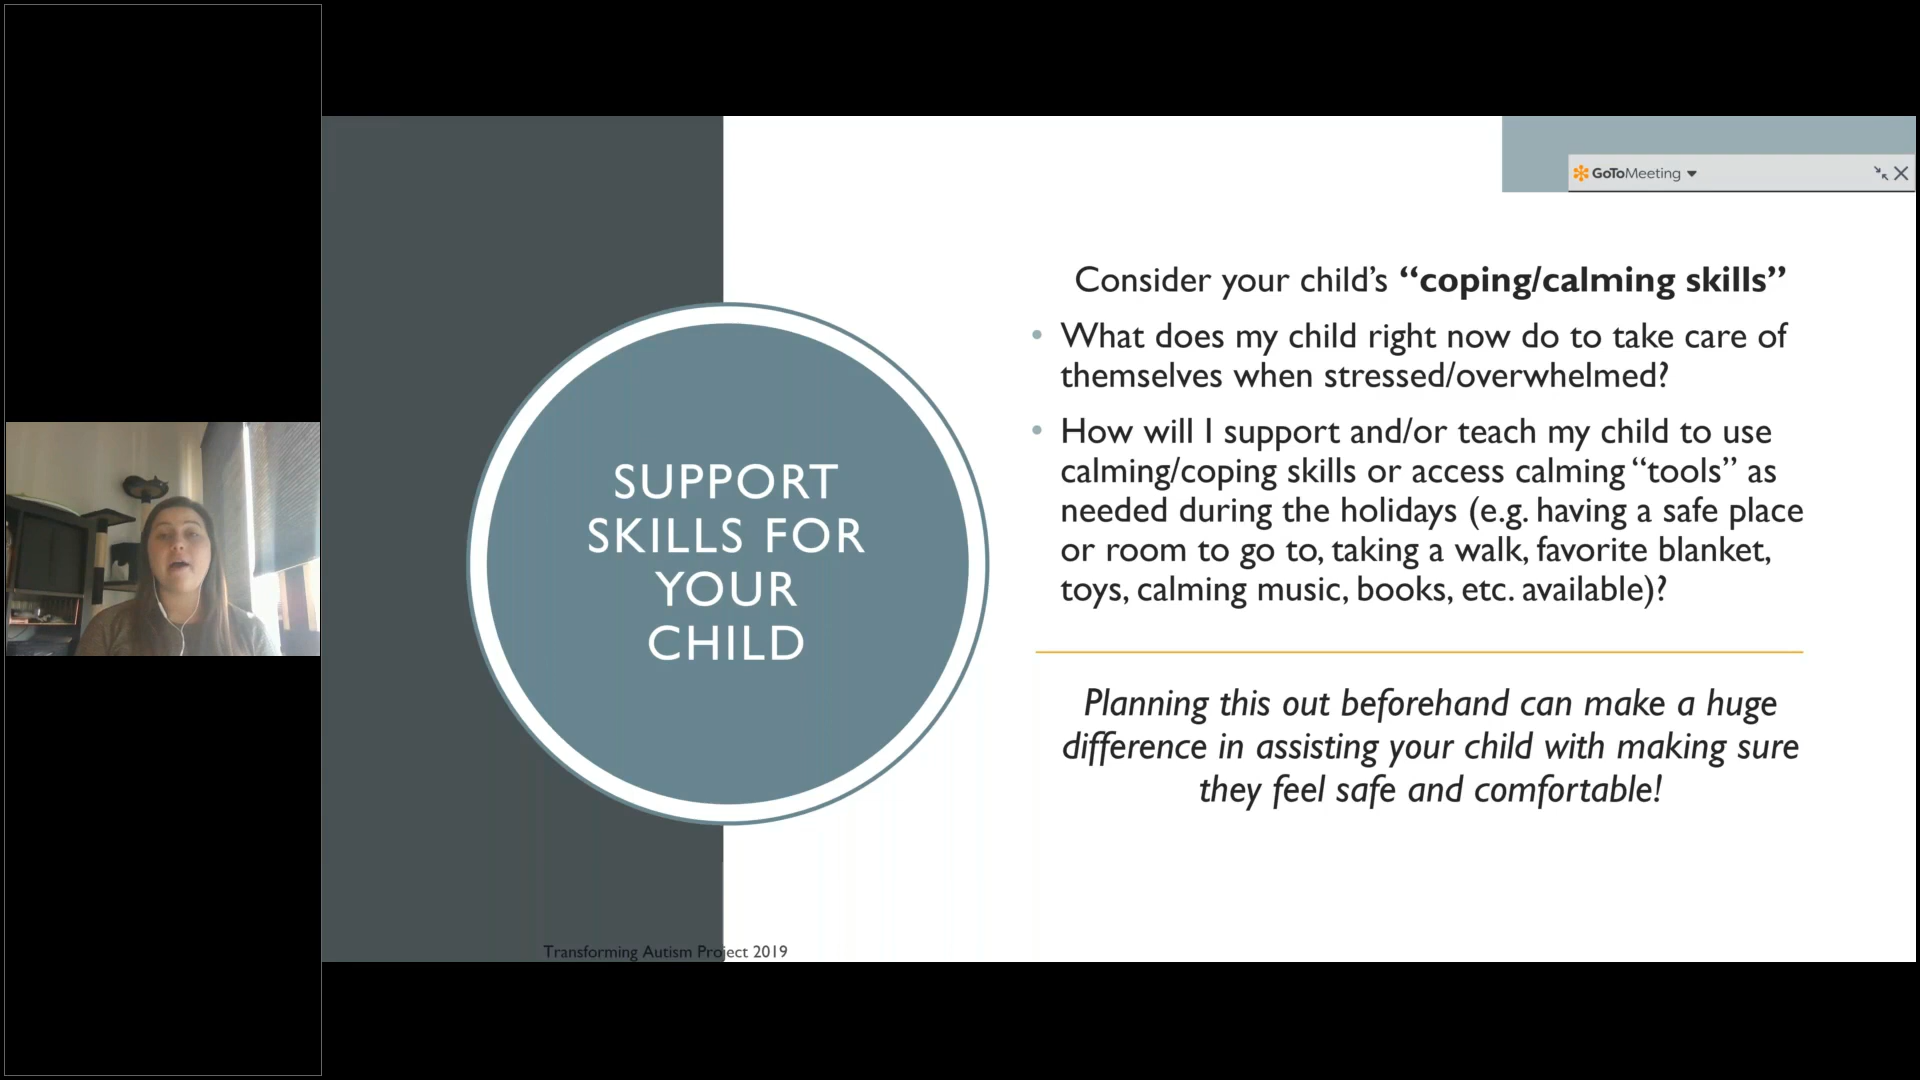 GoToMeeting
SUPPORT
SKILLS FOR
YOUR
CHILD
Consider your child’s “coping/calming skills”
• What does my child right now do to take care of
themselves when stressed/overwhelmed?
• How will I support and/or teach my child to use
calming/coping skills or access calming “tools” as
needed during the holidays (e.g. having a safe place
or room to go to, taking a walk, favorite blanket,
toys, calming music, books, etc. available)?
Planning this out beforehand can make a huge
difference in assisting your child with making sure
they feel safe and comfortable!
Transforming Autism Project 2019